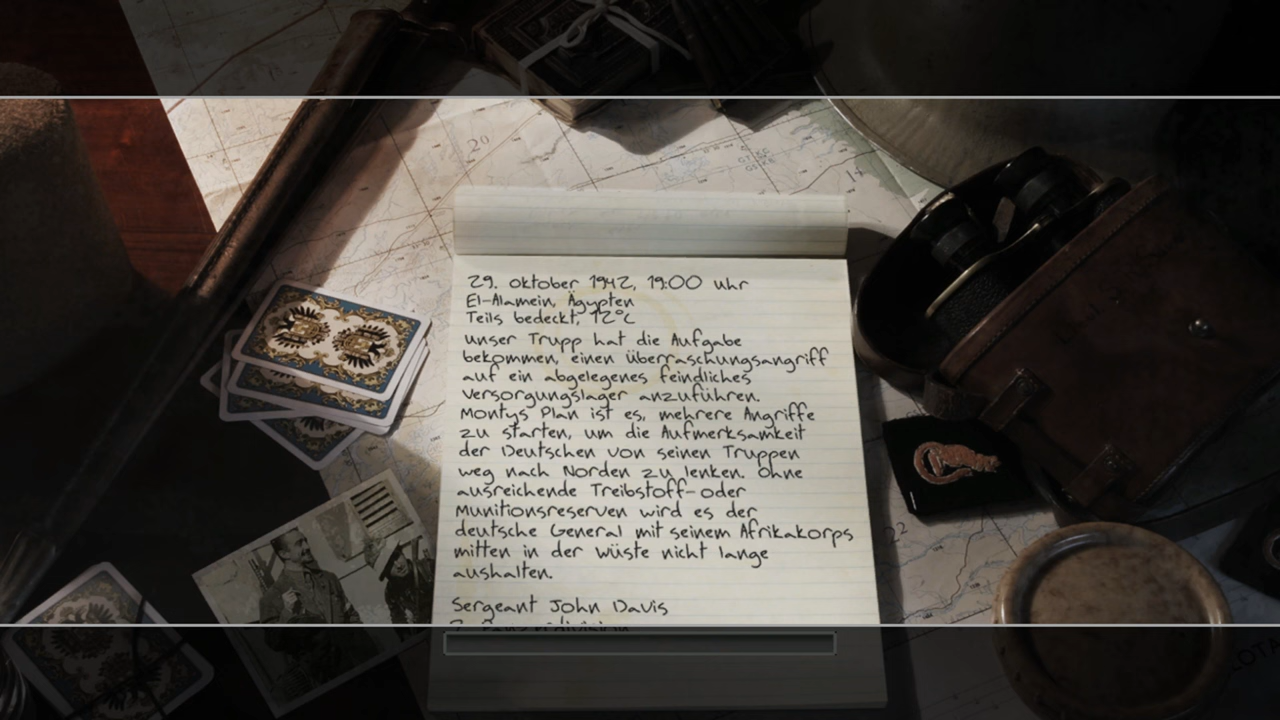 29. Oktober 1942, 19:00 Uhr
El-Alamein, Ägypten
Teils bedeckt, 12°C
Unser Trupp hat die Aufgabe
bekommen, einen Überraschungsangriff
auf ein abgelegenes feindliches
Versorgungslager anzuführen.
Montys Plan ist es, mehrere Angriffe
zu starten, um die Aufmerksamkeit
der Deutschen von seinen Truppen
weg nach Norden zu lenken. Ohne
ausreichende Treibstoff- oder
Munitionsreserven wird es der
deutsche General mit seinem Afrikakorps
mitten in der Wüste nicht lange
aushalten.
Sergeant John Davis
20
14
22